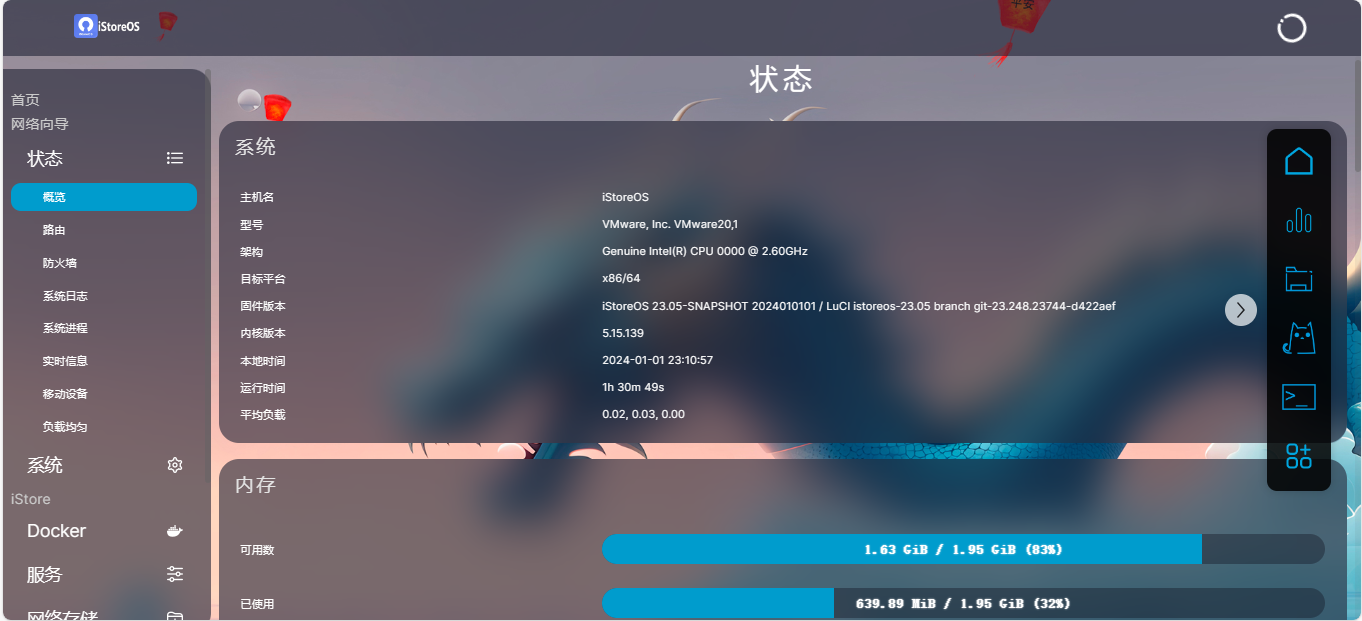 iStoreOS
平安
状态
首页
网络向导
状态
概览
路由
防火墙
系统日志
系统进程
实时信息
移动设备
负载均匀
系统
iStore
Docker
服务
网络存储
系统
主机名 iStoreOS
型号 VMware, Inc. VMware20,1
架构 Genuine Intel(R) CPU 0000 @ 2.60GHz
目标平台 x86/64
固件版本 iStoreOS 23.05-SNAPSHOT 2024010101 / LuCI istoreos-23.05 branch git-23.248.23744-d422aef
内核版本 5.15.139
本地时间 2024-01-01 23:10:57
运行时间 1h 30m 49s
平均负载 0.02, 0.03, 0.00
内存
可用数 1.63 GiB / 1.95 GiB (83%)
已使用 639.89 MiB / 1.95 GiB (32%)